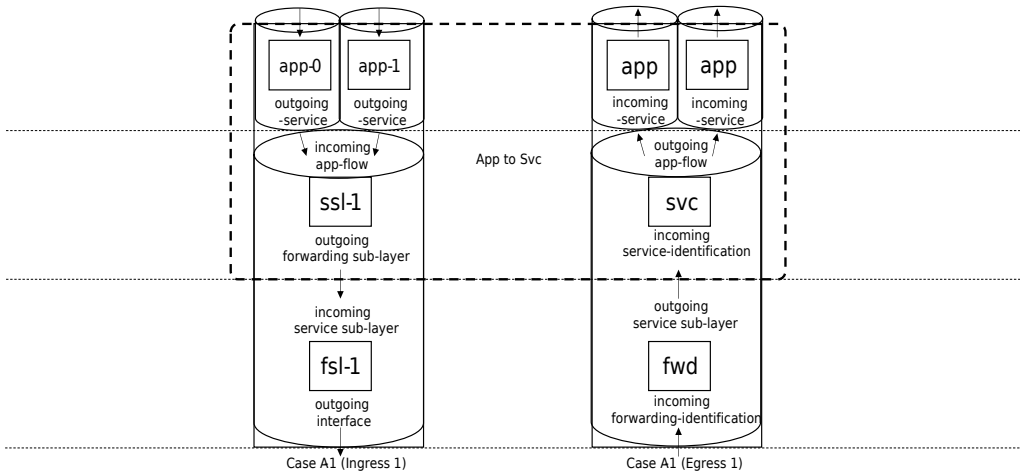 app-0
app-1
app
app
outgoing
-service
outgoing
-service
incoming
-service
incoming
-service
incoming
app-flow
App to Svc
outgoing
app-flow
ssl-1
svc
outgoing
forwarding sub-layer
incoming
service-identification
incoming
service sub-layer
outgoing
service sub-layer
fsl-1
fwd
outgoing
interface
incoming
forwarding-identification
Case A1 (Ingress 1)
Case A1 (Egress 1)